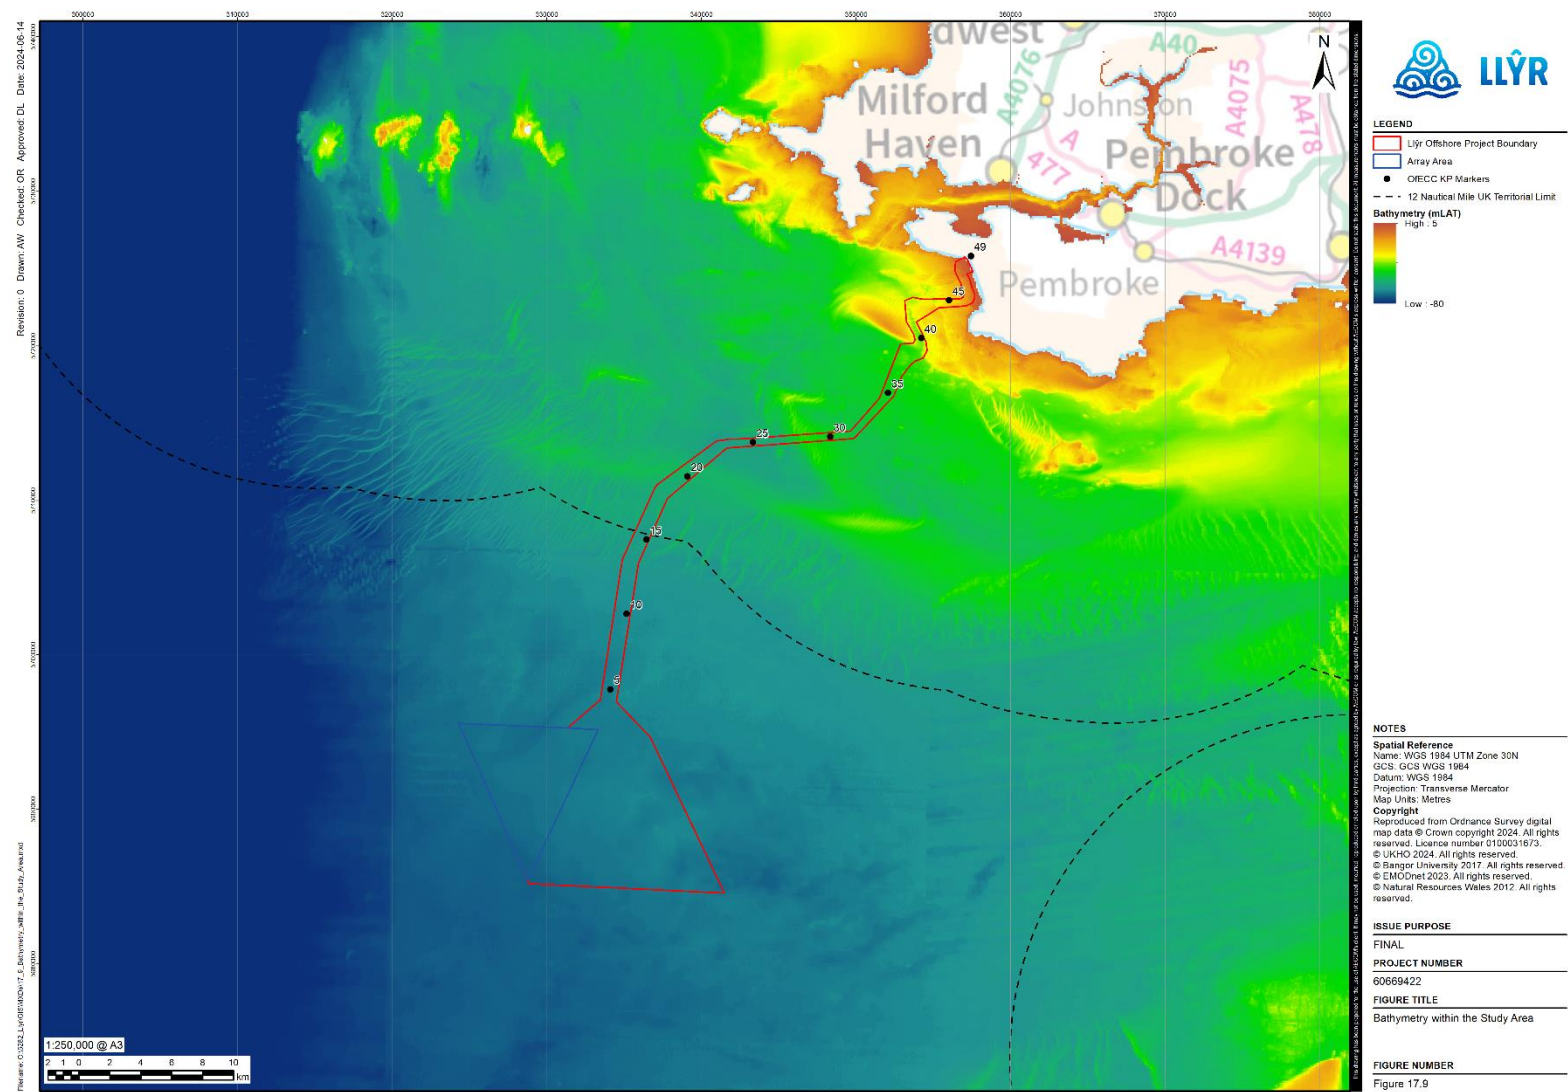 300000 310000 320000 330000 340000 350000 360000 370000 380000
Revision: 0 Drawn: AW Checked: OR Approved: DL Date: 2024-06-14
N
dwest
A40
A4076
A4075
A478
Milford
Haven
Johnston
A
477
Pembroke
Dock
A4139
Pembroke
49
45
40
35
30
25
20
15
10
5
1:250,000 @ A3
2 1 0 2 4 6 8 10
km
LLŶR
LEGEND
Llŷr Offshore Project Boundary
Array Area
OfECC KP Markers
12 Nautical Mile UK Territorial Limit
Bathymetry (mLAT)
High : 5
Low : -80
NOTES
Spatial Reference
Name: WGS 1984 UTM Zone 30N
GCS: GCS WGS 1984
Datum: WGS 1984
Projection: Transverse Mercator
Map Units: Metres
Copyright
Reproduced from Ordnance Survey digital
map data © Crown copyright 2024. All rights
reserved. Licence number 0100031673.
© UKHO 2024. All rights reserved.
© Bangor University 2017. All rights reserved.
© EMODnet 2023. All rights reserved.
© Natural Resources Wales 2012. All rights
reserved.
ISSUE PURPOSE
FINAL
PROJECT NUMBER
60669422
FIGURE TITLE
Bathymetry within the Study Area
FIGURE NUMBER
Figure 17.9